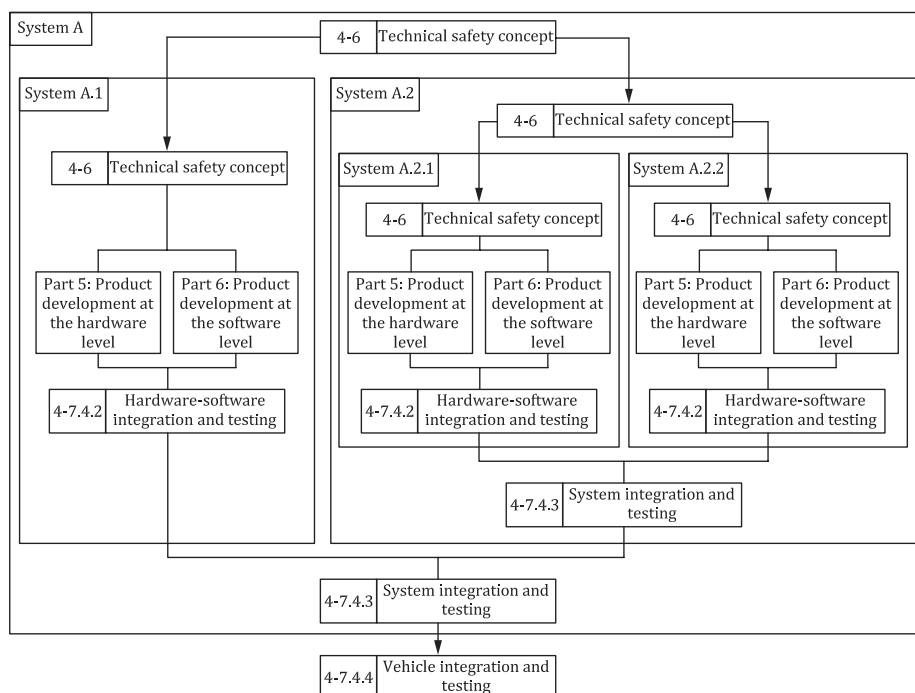 System A
4-6
Technical safety concept
System A.1
System A.2
4-6
Technical safety concept
4-6
Technical safety concept
System A.2.1
System A.2.2
4-6
Technical safety concept
4-6
Technical safety concept
Part 5: Product
development at
the hardware
level
Part 6: Product
development at
the software
level
Part 5: Product
development at
the hardware
level
Part 6: Product
development at
the software
level
Part 5: Product
development at
the hardware
level
Part 6: Product
development at
the software
level
4-7.4.2
Hardware-software
integration and testing
4-7.4.2
Hardware-software
integration and testing
4-7.4.2
Hardware-software
integration and testing
4-7.4.3
System integration and
testing
4-7.4.3
System integration and
testing
4-7.4.4
Vehicle integration and
testing